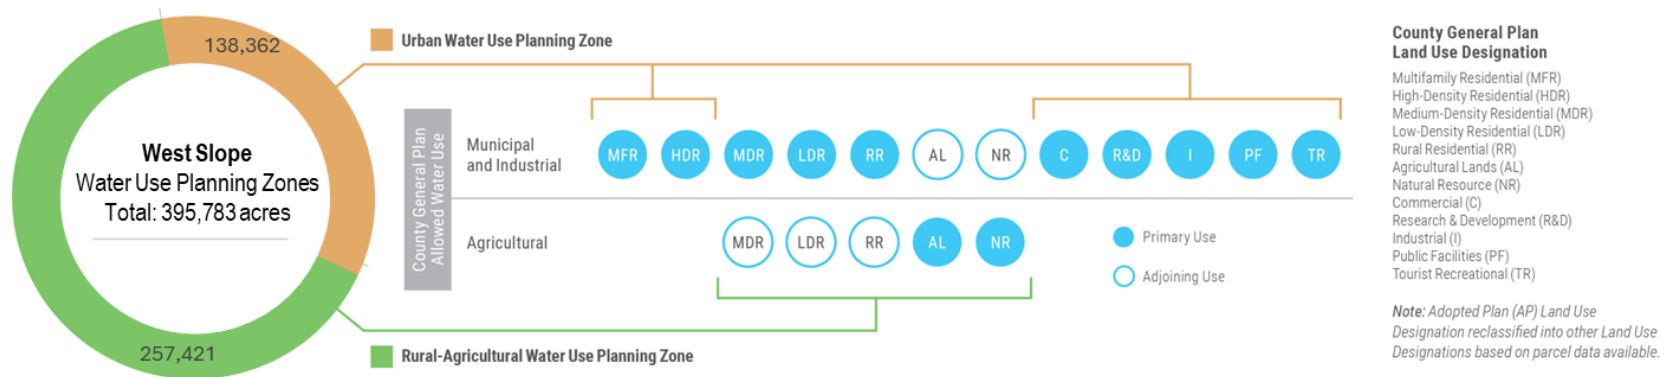 138,362
West Slope
Water Use Planning Zones
Total: 395,783 acres
257,421
Urban Water Use Planning Zone
County General Plan
Allowed Water Use
Municipal
and Industrial
MFR HDR MDR LDR RR AL NR C R&D I PF TR
Agricultural
MDR LDR RR AL NR
Primary Use
Adjoining Use
Rural-Agricultural Water Use Planning Zone
County General Plan
Land Use Designation
Multifamily Residential (MFR)
High-Density Residential (HDR)
Medium-Density Residential (MDR)
Low-Density Residential (LDR)
Rural Residential (RR)
Agricultural Lands (AL)
Natural Resource (NR)
Commercial (C)
Research & Development (R&D)
Industrial (I)
Public Facilities (PF)
Tourist Recreational (TR)
Note: Adopted Plan (AP) Land Use
Designation reclassified into other Land Use
Designations based on parcel data available.